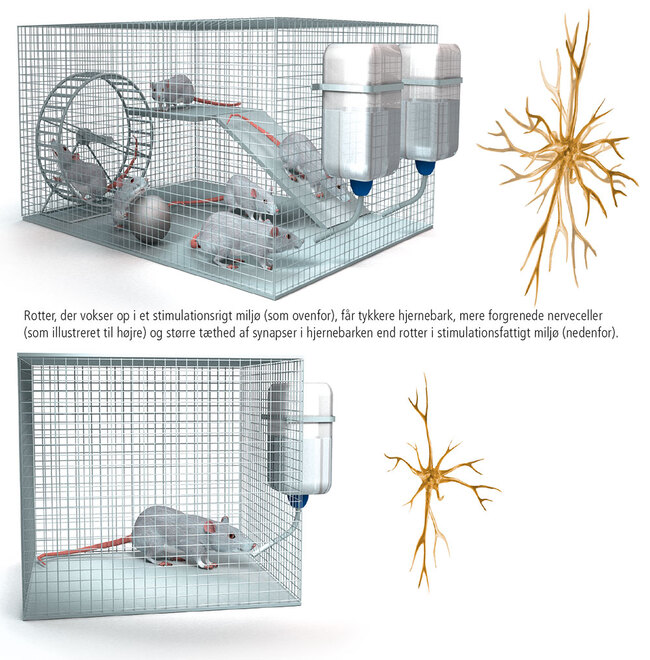 Rotter, der vokser op i et stimulationsrigt miljø (som ovenfor), får tykkere hjernebark, mere forgrenede nerveceller
(som illustreret til højre) og større tæthed af synapser i hjernebarken end rotter i stimulationsfattigt miljø (nedenfor).